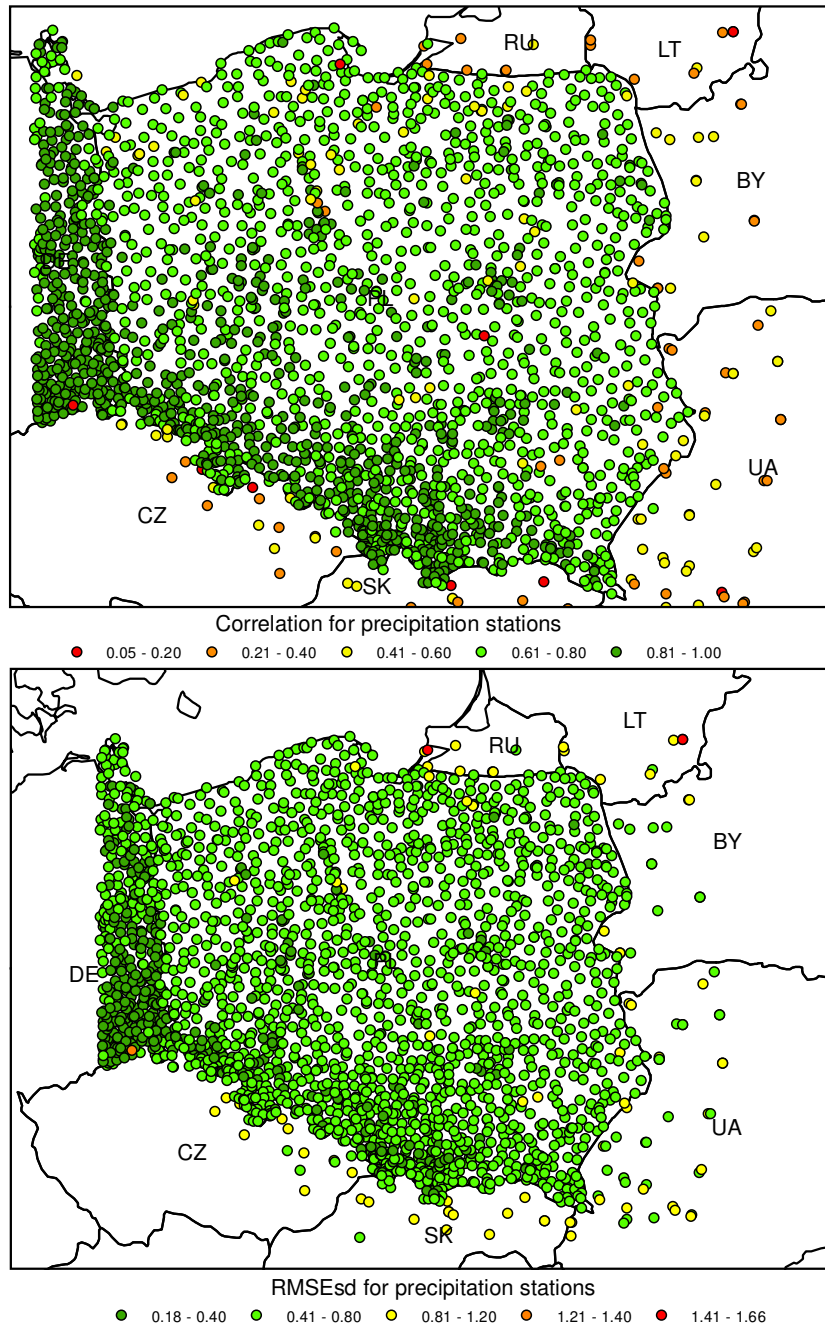 RU
LT
BY
PL
UA
CZ
SK
Correlation for precipitation stations
0.05 - 0.20 0.21 - 0.40 0.41 - 0.60 0.61 - 0.80 0.81 - 1.00
LT
RU
BY
DE
UA
CZ
SK
RMSEsd for precipitation stations
0.18 - 0.40 0.41 - 0.80 0.81 - 1.20 1.21 - 1.40 1.41 - 1.66